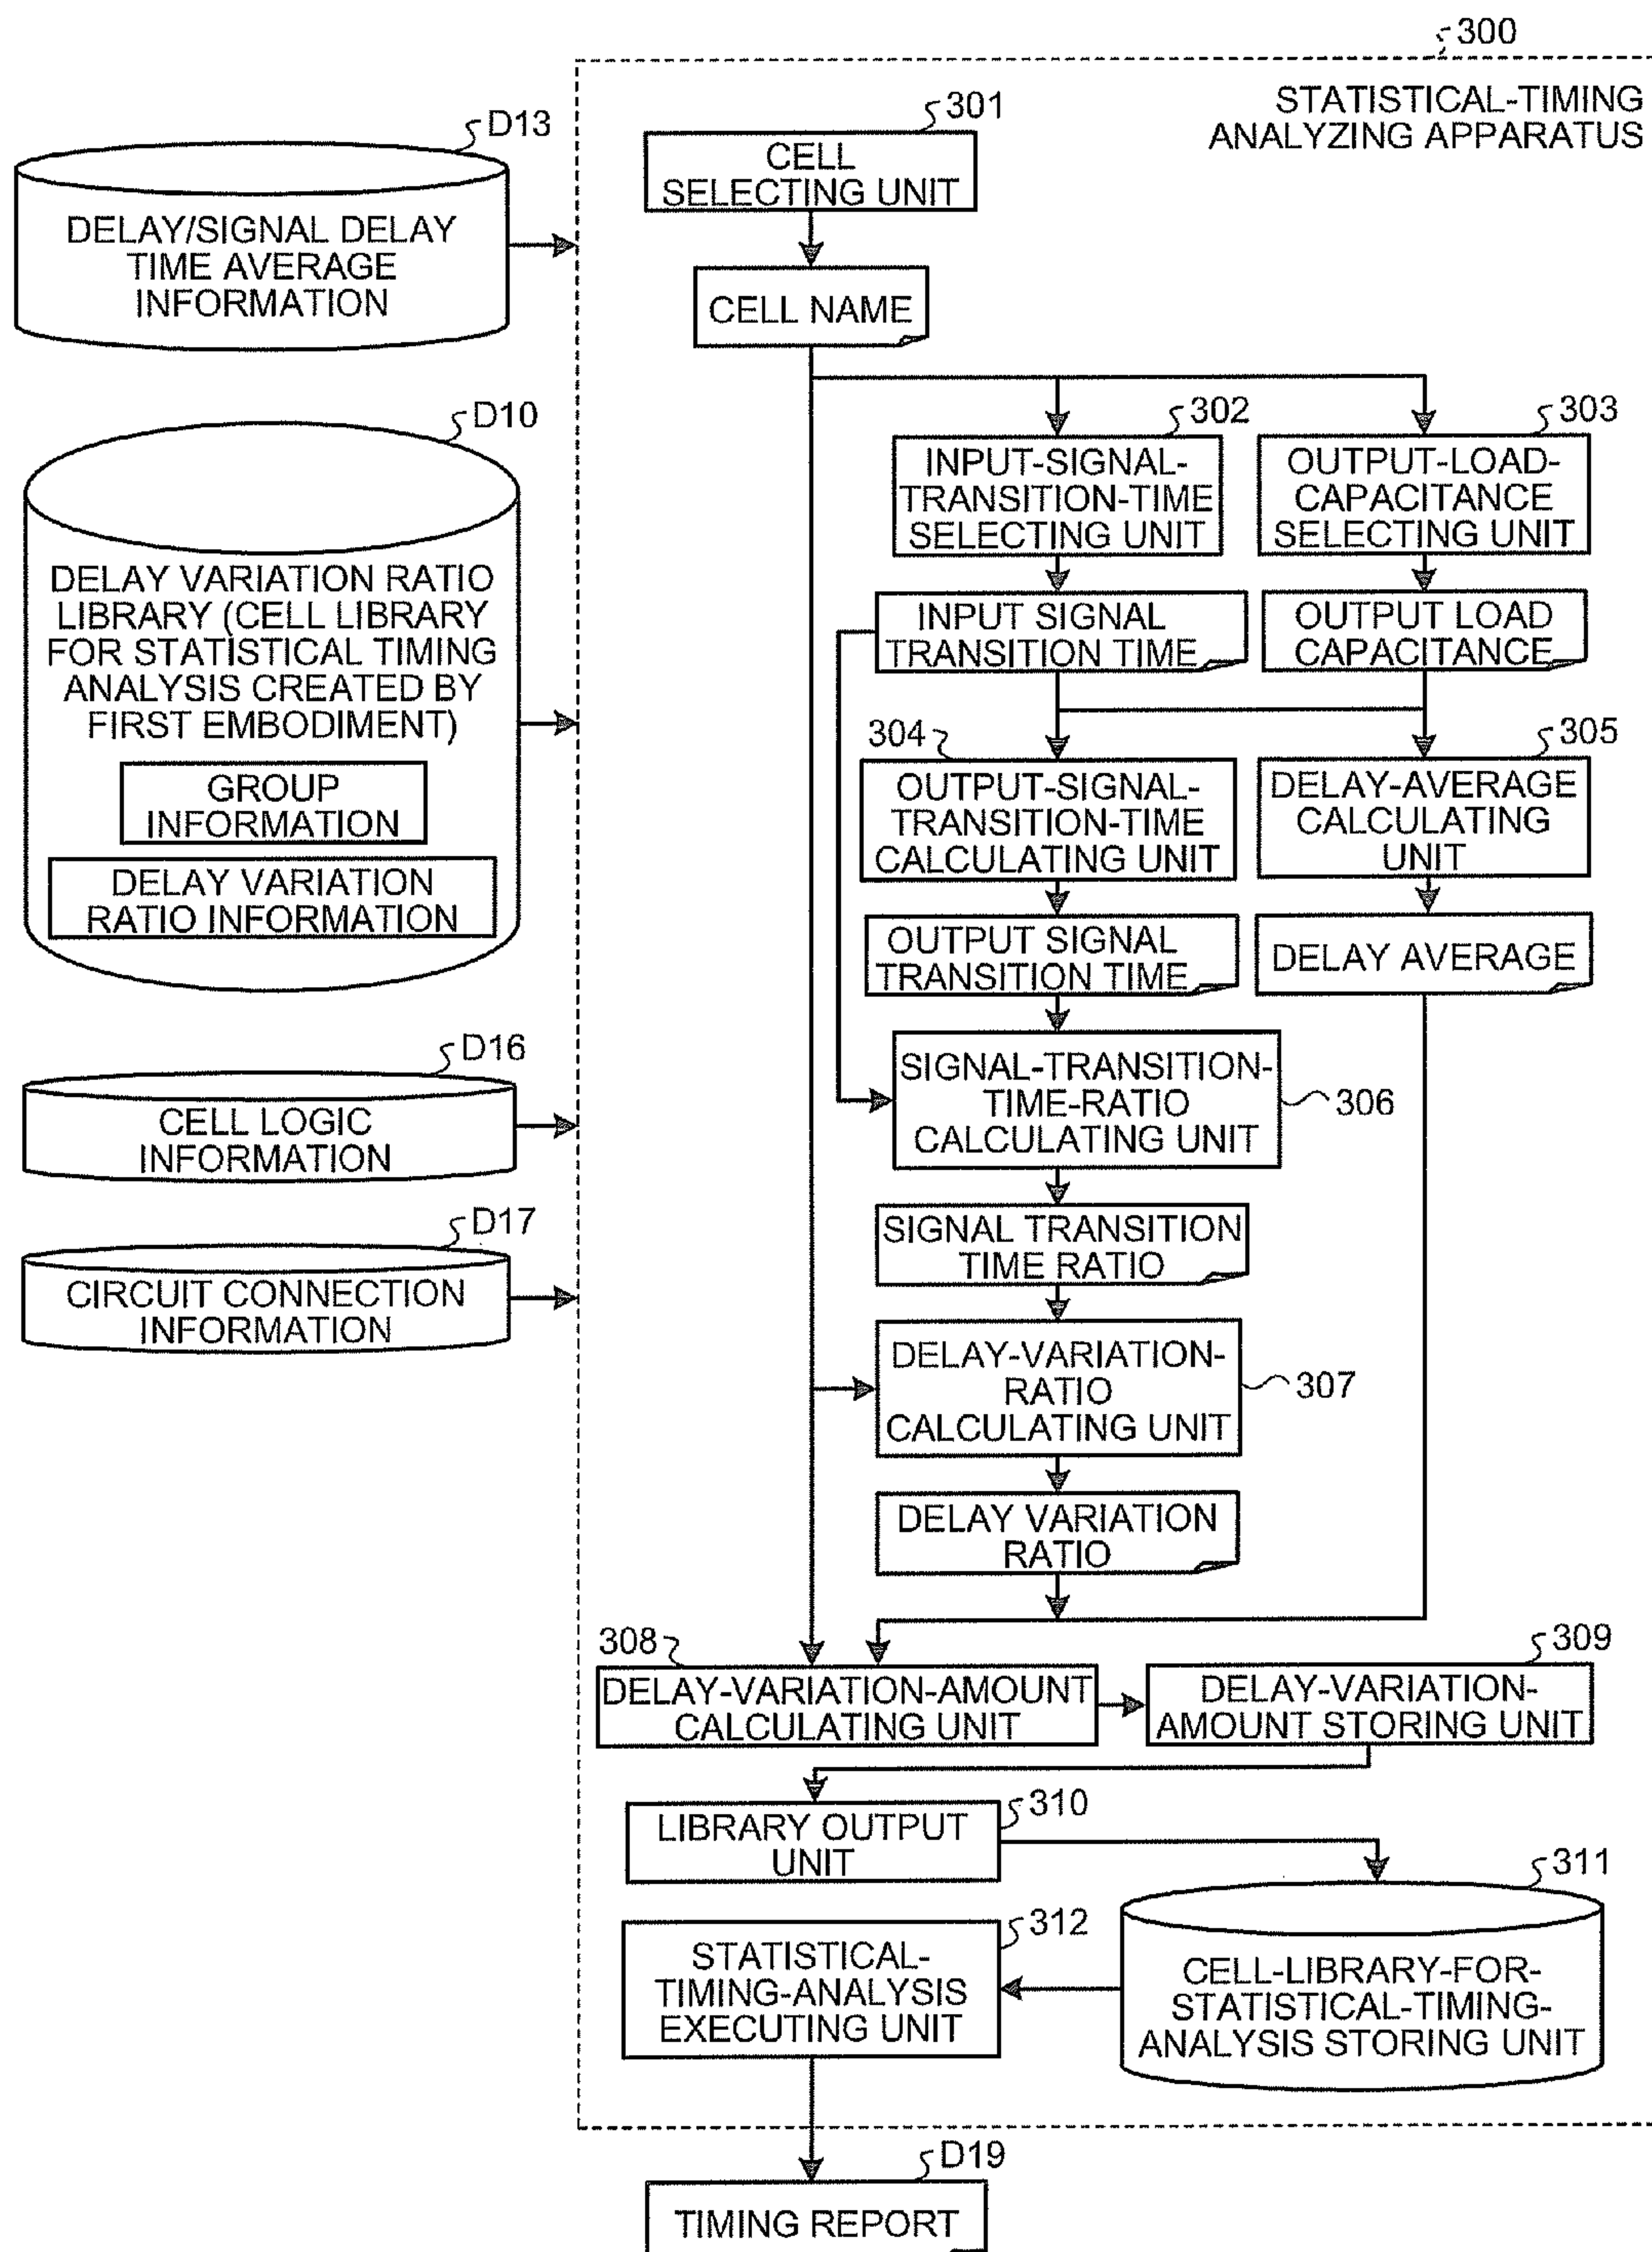 300
STATISTICAL-TIMING
ANALYZING APPARATUS
D13
DELAY/SIGNAL DELAY
TIME AVERAGE
INFORMATION
D10
DELAY VARIATION RATIO
LIBRARY (CELL LIBRARY
FOR STATISTICAL TIMING
ANALYSIS CREATED BY
FIRST EMBODIMENT)
GROUP
INFORMATION
DELAY VARIATION
RATIO INFORMATION
D16
CELL LOGIC
INFORMATION
D17
CIRCUIT CONNECTION
INFORMATION
301
CELL
SELECTING UNIT
CELL NAME
302
INPUT-SIGNAL-
TRANSITION-TIME
SELECTING UNIT
303
OUTPUT-LOAD-
CAPACITANCE
SELECTING UNIT
INPUT SIGNAL
TRANSITION TIME
OUTPUT LOAD
CAPACITANCE
304
OUTPUT-SIGNAL-
TRANSITION-TIME
CALCULATING UNIT
305
DELAY-AVERAGE
CALCULATING
UNIT
OUTPUT SIGNAL
TRANSITION TIME
DELAY AVERAGE
SIGNAL-TRANSITION-
TIME-RATIO
CALCULATING UNIT
306
SIGNAL TRANSITION
TIME RATIO
DELAY-VARIATION-
RATIO
CALCULATING UNIT
307
DELAY VARIATION
RATIO
308
DELAY-VARIATION-AMOUNT
CALCULATING UNIT
309
DELAY-VARIATION-
AMOUNT STORING UNIT
310
LIBRARY OUTPUT
UNIT
311
CELL-LIBRARY-FOR-
STATISTICAL-TIMING-
ANALYSIS STORING UNIT
312
STATISTICAL-
TIMING-ANALYSIS
EXECUTING UNIT
D19
TIMING REPORT